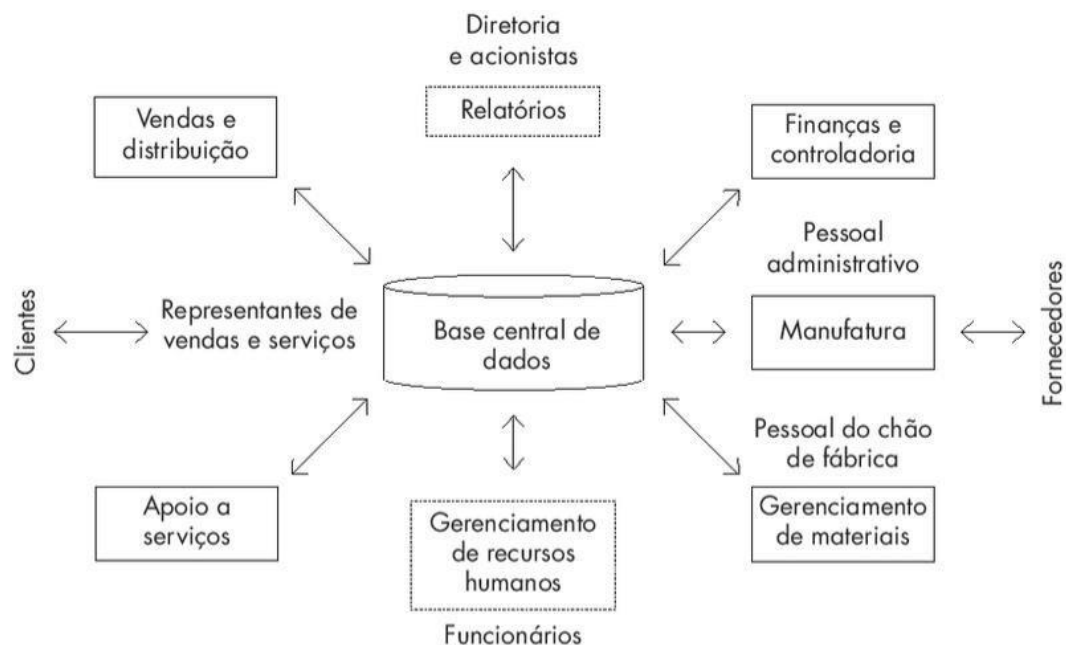 Diretoria
e acionistas
Relatórios
Vendas e
distribuição
Finanças e
controladoria
Pessoal
administrativo
Clientes
Representantes de
vendas e serviços
Base central de
dados
Manufatura
Fornecedores
Pessoal do chão
de fábrica
Apoio a
serviços
Gerenciamento
de recursos
humanos
Gerenciamento
de materiais
Funcionários